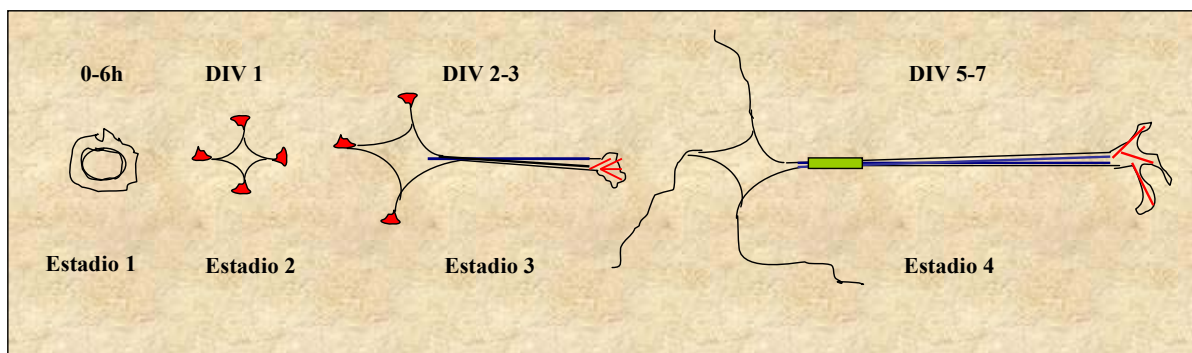 0-6h
DIV 1
DIV 2-3
DIV 5-7
Estadio 1
Estadio 2
Estadio 3
Estadio 4